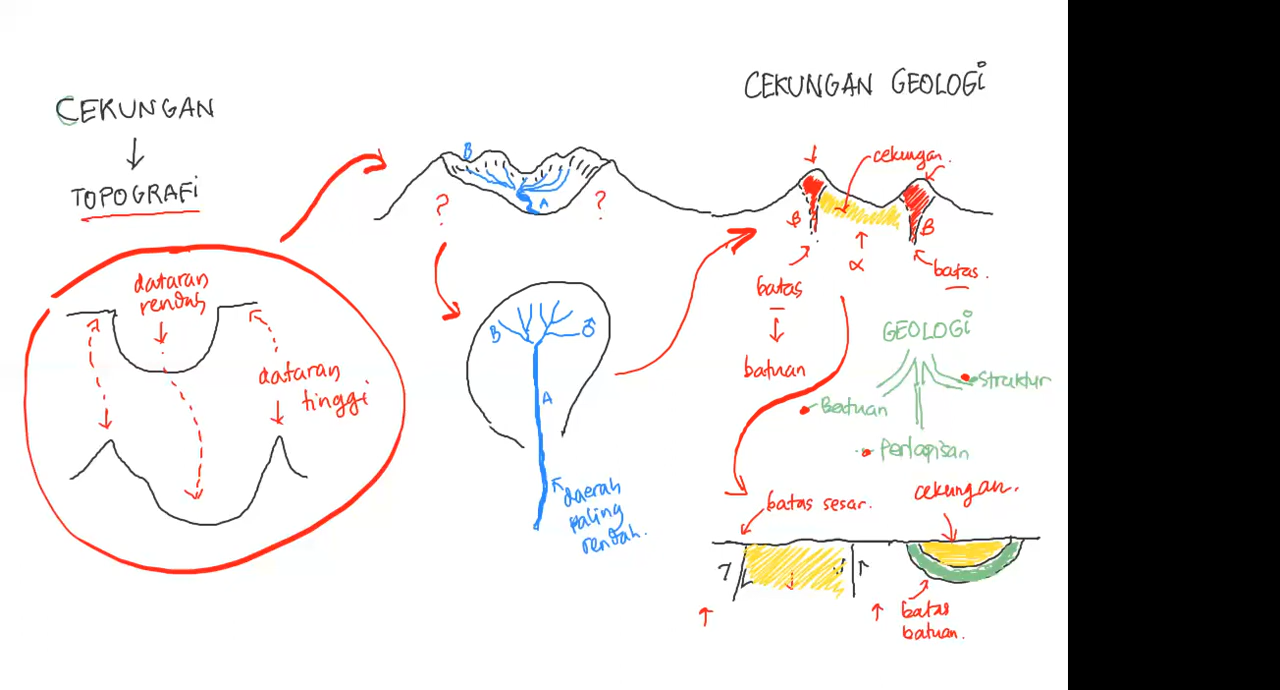 CEKUNGAN
TOPOGRAFI
dataran
rendah
dataran
tinggi
B
A
?
?
B
A
daerah
paling
rendah.
CEKUNGAN GEOLOGI
cekungan.
B
B
α
batas
batas.
batuan
GEOLOGI
Struktur
Batuan
Perlapisan
batas sesar.
cekungan.
batas
batuan.